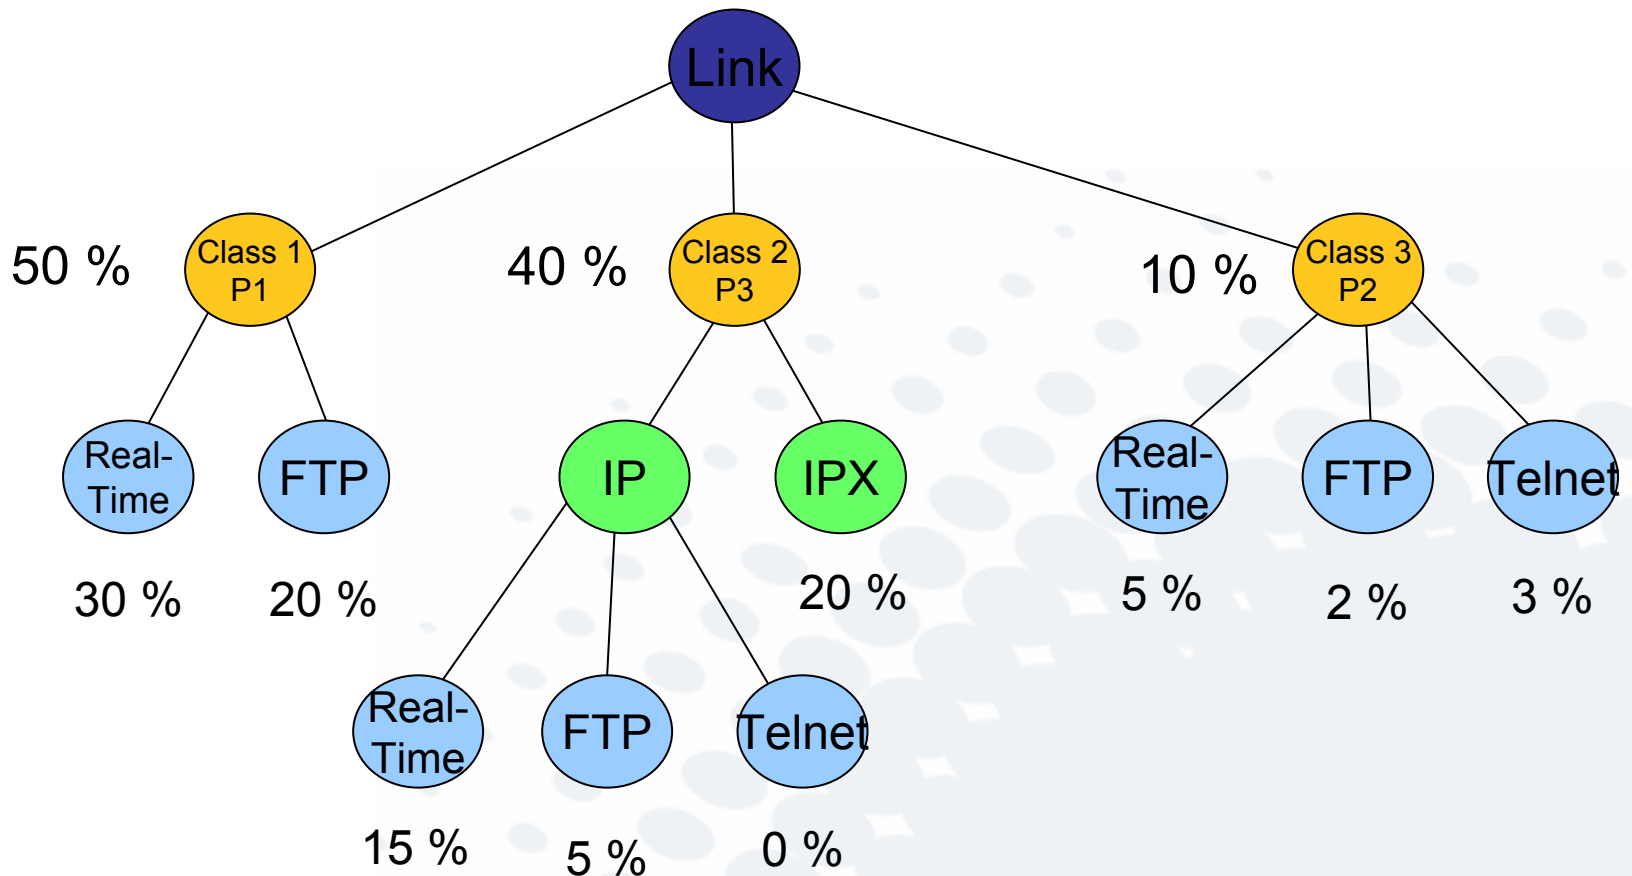 Link
50 %
Class 1
P1
40 %
Class 2
P3
10 %
Class 3
P2
Real-
Time
FTP
IP
IPX
Real-
Time
FTP
Telnet
30 %
20 %
20 %
5 %
2 %
3 %
Real-
Time
FTP
Telnet
15 %
5 %
0 %